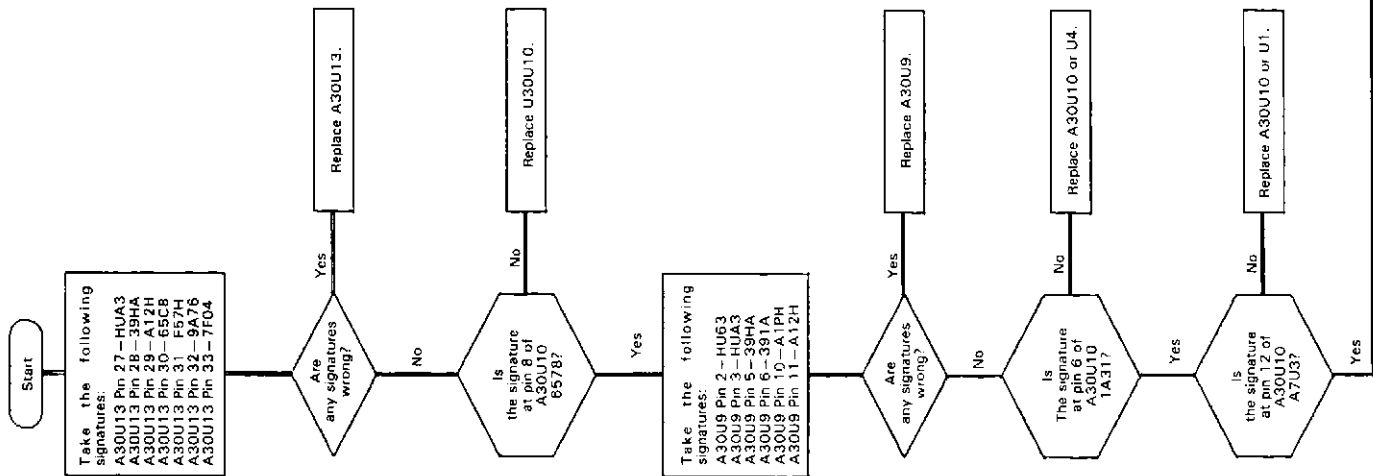 Start
Take the following
signatures:
A30U13 Pin 27–HUA3
A30U13 Pin 28–39HA
A30U13 Pin 29–A12H
A30U13 Pin 30–65C8
A30U13 Pin 31 F57H
A30U13 Pin 32–9A76
A30U13 Pin 33–7F04
Are
any signatures
wrong?
Yes
Replace A30U13.
No
Is
the signature
at pin 8 of
A30U10
6578?
No
Replace U30U10.
Yes
Take the following
signatures:
A30U9 Pin 2–HU63
A30U9 Pin 3–HUA3
A30U9 Pin 5–39HA
A30U9 Pin 6–391A
A30U9 Pin 10–A1PH
A30U9 Pin 11–A12H
Are
any signatures
wrong?
Yes
Replace A30U9.
No
Is
The signature
at pin 6 of
A30U10
1A31?
No
Replace A30U10 or U4.
Yes
Is
the signature
at pin 12 of
A30U10
A7U3?
No
Replace A30U10 or U1.
Yes